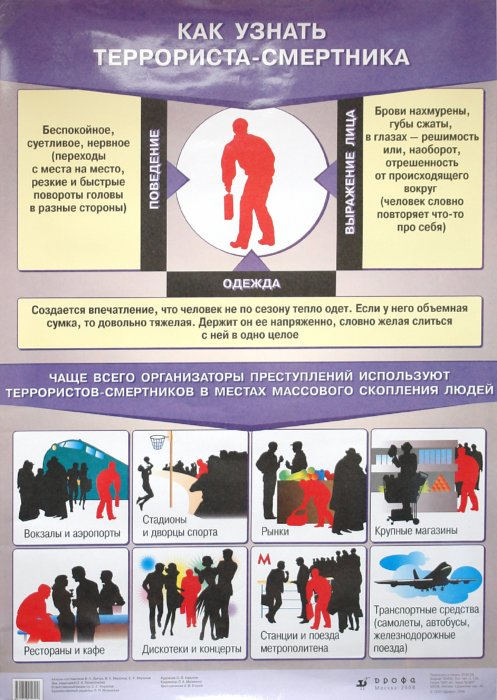 КАК УЗНАТЬ
ТЕРРОРИСТА-СМЕРТНИКА
Беспокойное,
суетливое, нервное
(переходы
с места на место,
резкие и быстрые
повороты головы
в разные стороны)
ПОВЕДЕНИЕ
ВЫРАЖЕНИЕ ЛИЦА
Брови нахмурены,
губы сжаты,
в глазах — решимость
или, наоборот,
отрешенность
от происходящего
вокруг
(человек словно
повторяет что-то
про себя)
ОДЕЖДА
Создается впечатление, что человек не по сезону тепло одет. Если у него объемная
сумка, то довольно тяжелая. Держит он ее напряженно, словно желая слиться
с ней в одно целое
ЧАЩЕ ВСЕГО ОРГАНИЗАТОРЫ ПРЕСТУПЛЕНИЙ ИСПОЛЬЗУЮТ
ТЕРРОРИСТОВ-СМЕРТНИКОВ В МЕСТАХ МАССОВОГО СКОПЛЕНИЯ ЛЮДЕЙ
Вокзалы и аэропорты
Стадионы
и дворцы спорта
Рынки
Крупные магазины
Рестораны и кафе
Дискотеки и концерты
М
Станции и поезда
метрополитена
Транспортные средства
(самолеты, автобусы,
железнодорожные
поезда)
дрофа
Москва · 2008